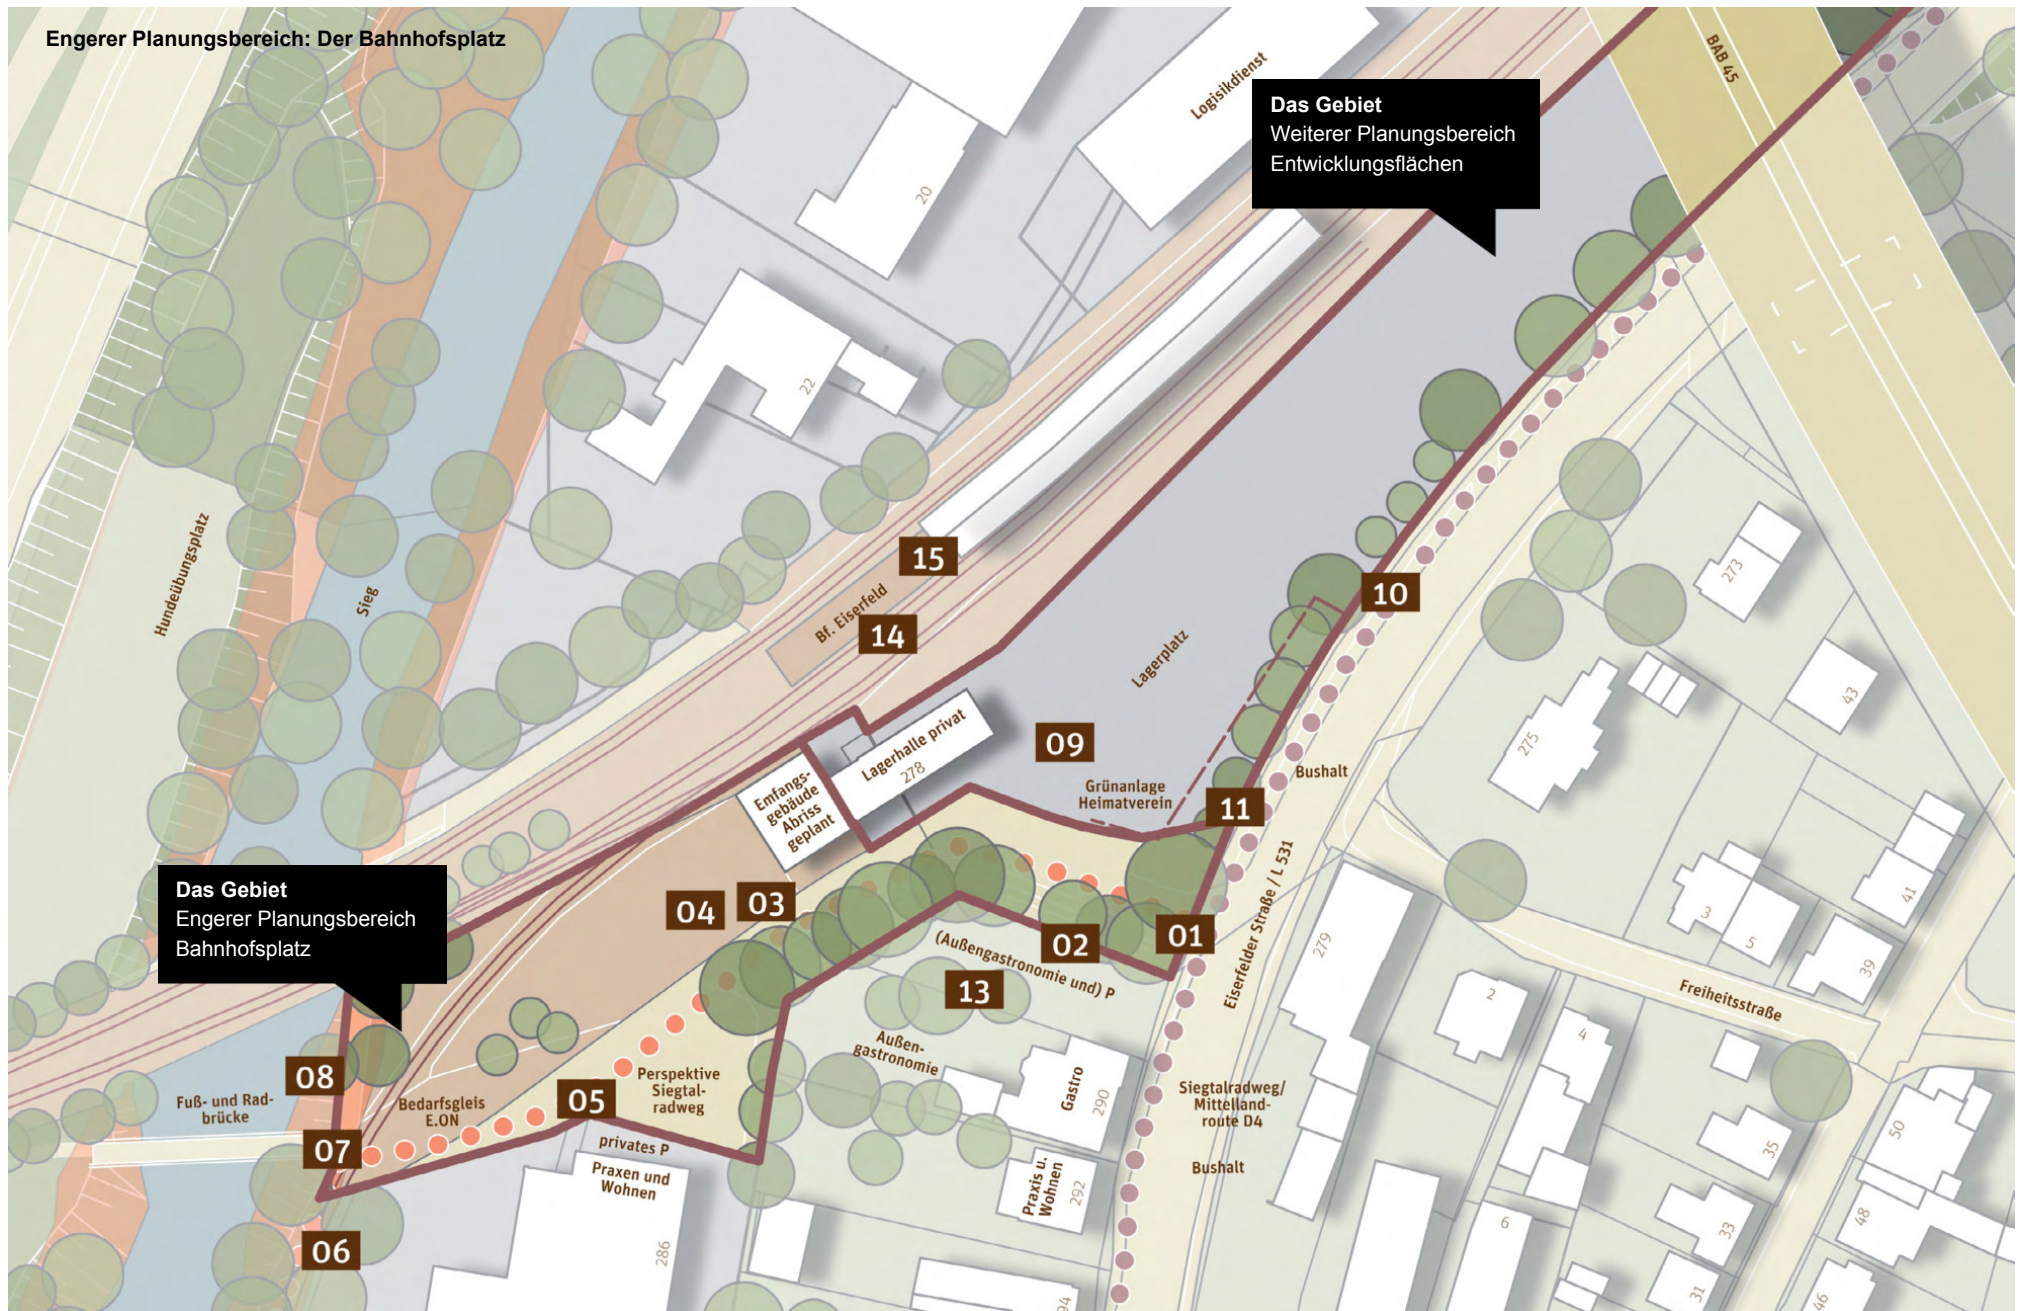 Engerer Planungsbereich: Der Bahnhofsplatz
BAB 45
Logisikdienst
Das Gebiet
Weiterer Planungsbereich
Entwicklungsflächen
20
22
Hundeübungsplatz
Sieg
15
Bf. Eiserfeld
14
10
273
43
275
Lagerplatz
Lagerhalle privat
278
09
Emfangs-
gebäude
Abriss
geplant
Grünanlage
Heimatverein
11
Bushalt
Das Gebiet
Engerer Planungsbereich
Bahnhofsplatz
04
03
02
01
(Außengastronomie und) P
13
Eiserfelder Straße / L 531
279
3
5
41
39
Freiheitsstraße
2
4
Außen-
gastronomie
Gastro
290
08
Fuß- und Rad-
brücke
Bedarfsgleis
E.ON
05
Perspektive
Siegtal-
radweg
Siegtalradweg/
Mittelland-
route D4
07
privates P
Praxen und
Wohnen
286
Praxis u.
Wohnen
292
Bushalt
35
50
06
6
33
48
94
31
46